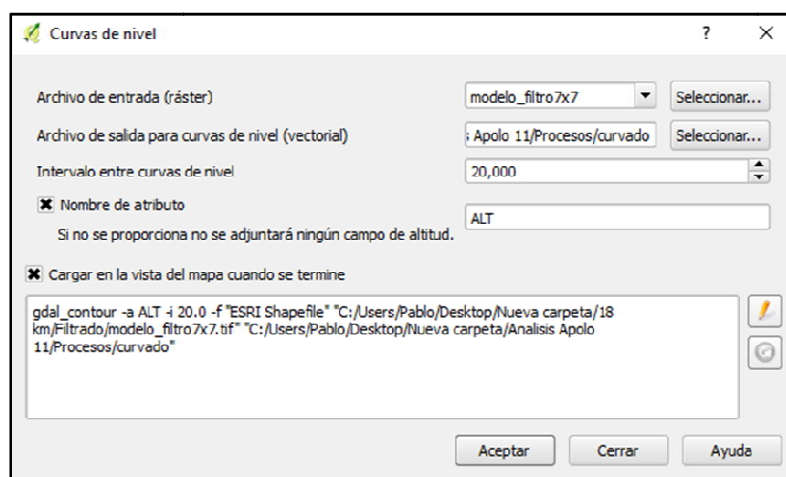 Curvas de nivel
Archivo de entrada (ráster)
modelo_filtro7x7
Seleccionar...
Archivo de salida para curvas de nivel (vectorial)
s Apolo 11/Procesos/curvado
Seleccionar...
Intervalo entre curvas de nivel
20,000
Nombre de atributo
ALT
Si no se proporciona no se adjuntará ningún campo de altitud.
Cargar en la vista del mapa cuando se termine
gdal_contour -a ALT -i 20.0 -f "ESRI Shapefile" "C:/Users/Pablo/Desktop/Nueva carpeta/18
km/Filtrado/modelo_filtro7x7.tif" "C:/Users/Pablo/Desktop/Nueva carpeta/Analisis Apolo
11/Procesos/curvado"
Aceptar
Cerrar
Ayuda